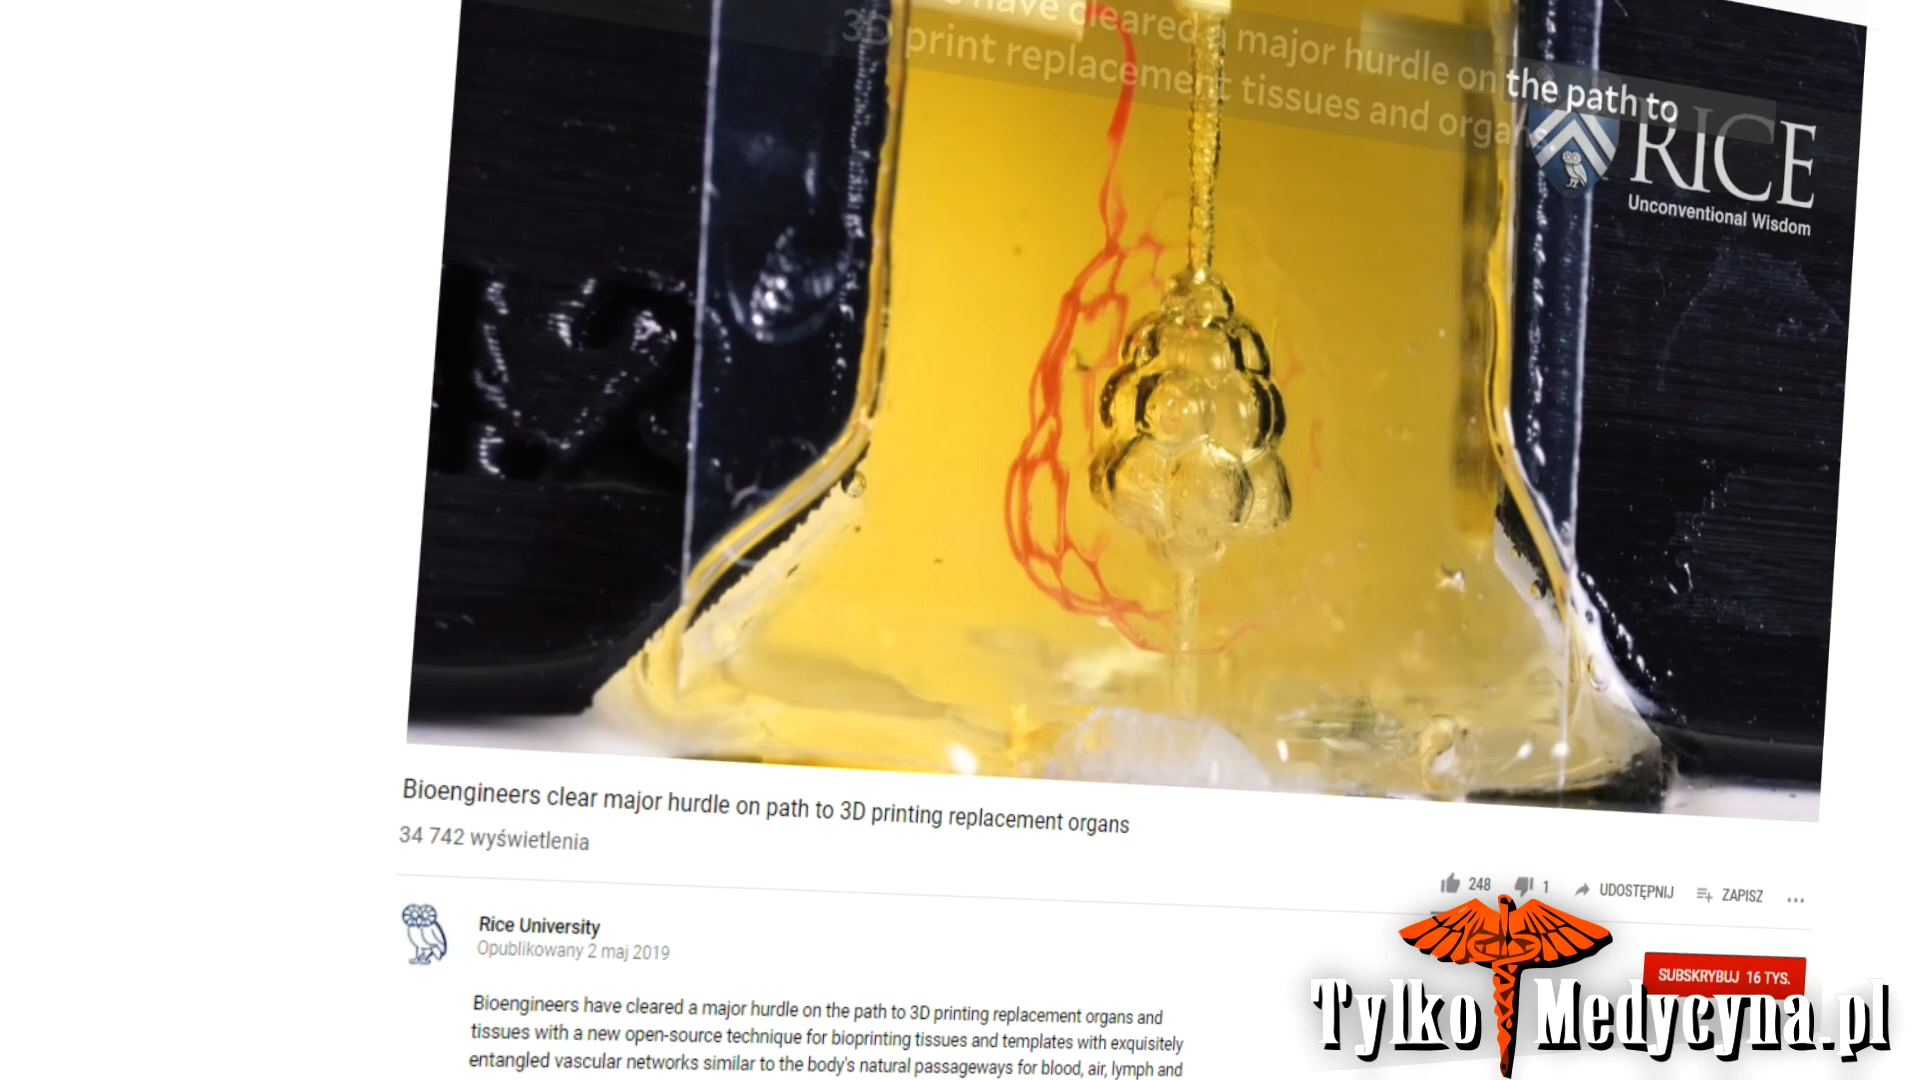 have cleared a major hurdle on the path to
3D print replacement tissues and organs
RICE
Unconventional Wisdom
Bioengineers clear major hurdle on path to 3D printing replacement organs
34 742 wyświetlenia
248
1
UDOSTĘPNIJ
ZAPISZ
Rice University
Opublikowany 2 maj 2019
SUBSKRYBUJ 16 TYS.
Bioengineers have cleared a major hurdle on the path to 3D printing replacement organs and
tissues with a new open-source technique for bioprinting tissues and templates with exquisitely
entangled vascular networks similar to the body's natural passageways for blood, air, lymph and
Tylko Medycyna.pl